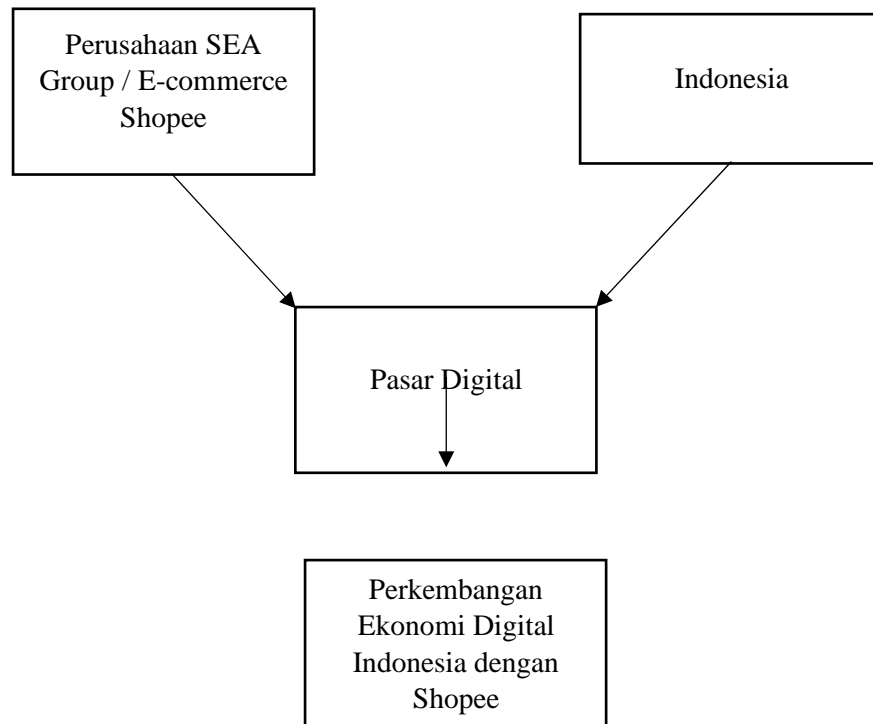 Perusahaan SEA
Group / E-commerce
Shopee
Indonesia
Pasar Digital
Perkembangan
Ekonomi Digital
Indonesia dengan
Shopee